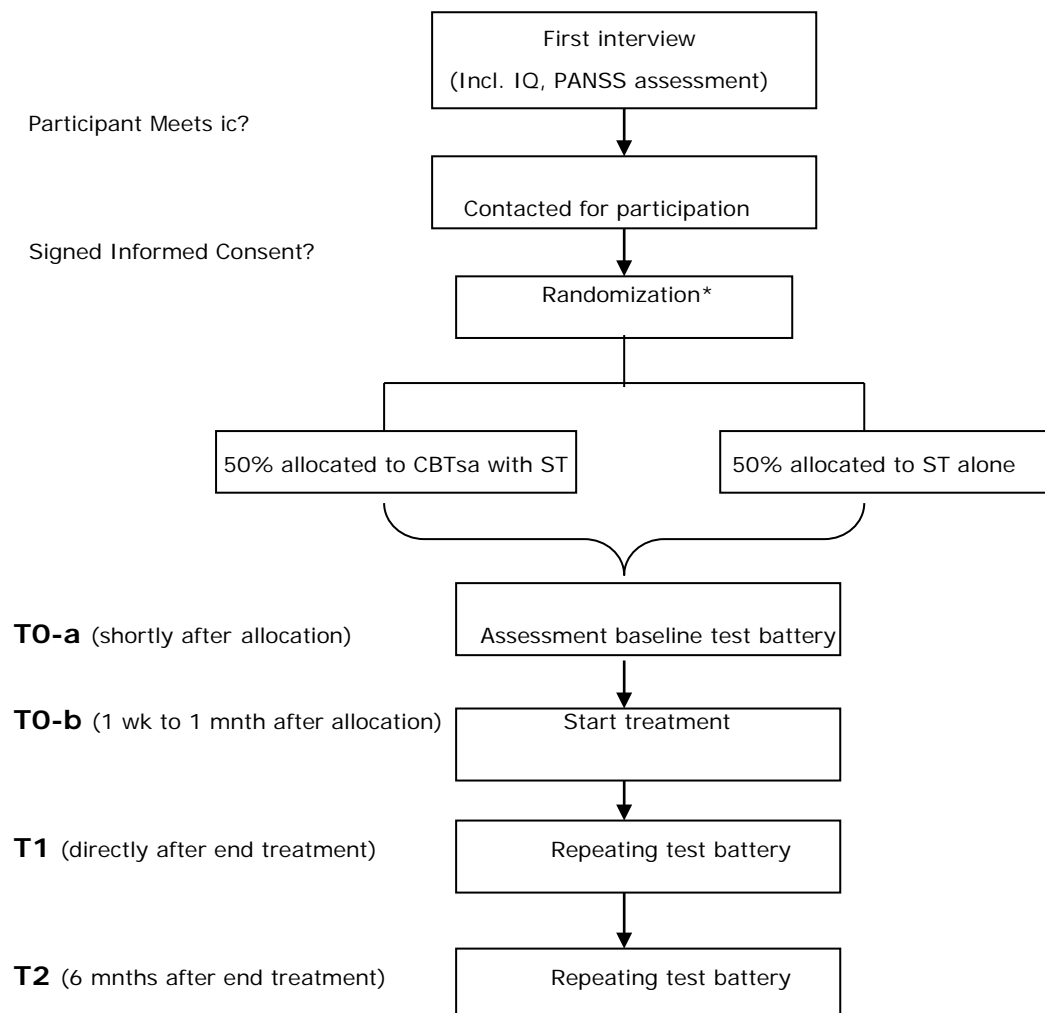 First interview
(Incl. IQ, PANSS assessment)
Participant Meets ic?
Contacted for participation
Signed Informed Consent?
Randomization*
50% allocated to CBTsa with ST
50% allocated to ST alone
T0-a (shortly after allocation)
Assessment baseline test battery
T0-b (1 wk to 1 mnth after allocation)
Start treatment
T1 (directly after end treatment)
Repeating test battery
T2 (6 mnths after end treatment)
Repeating test battery